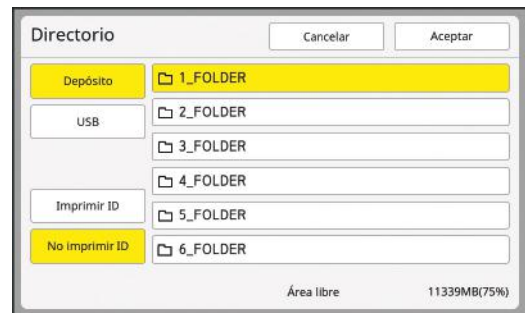 Directorio
Cancelar
Aceptar
Depósito
1_FOLDER
USB
2_FOLDER
3_FOLDER
4_FOLDER
Imprimir ID
5_FOLDER
No imprimir ID
6_FOLDER
Área libre
11339MB(75%)